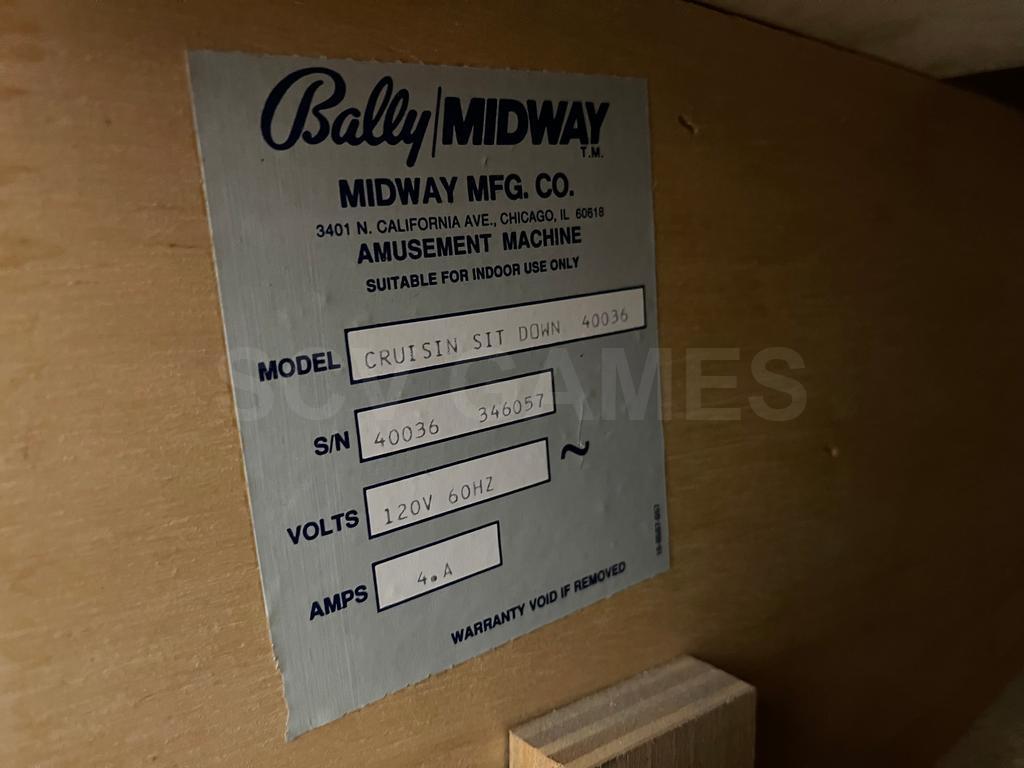 Bally/MIDWAY
T.M.
MIDWAY MFG. CO.
3401 N. CALIFORNIA AVE., CHICAGO, IL 60618
AMUSEMENT MACHINE
SUITABLE FOR INDOOR USE ONLY
MODEL CRUISIN SIT DOWN 40036
SCV GAMES
S/N 40036 346057
VOLTS 120V 60HZ ~
AMPS 4.A
WARRANTY VOID IF REMOVED